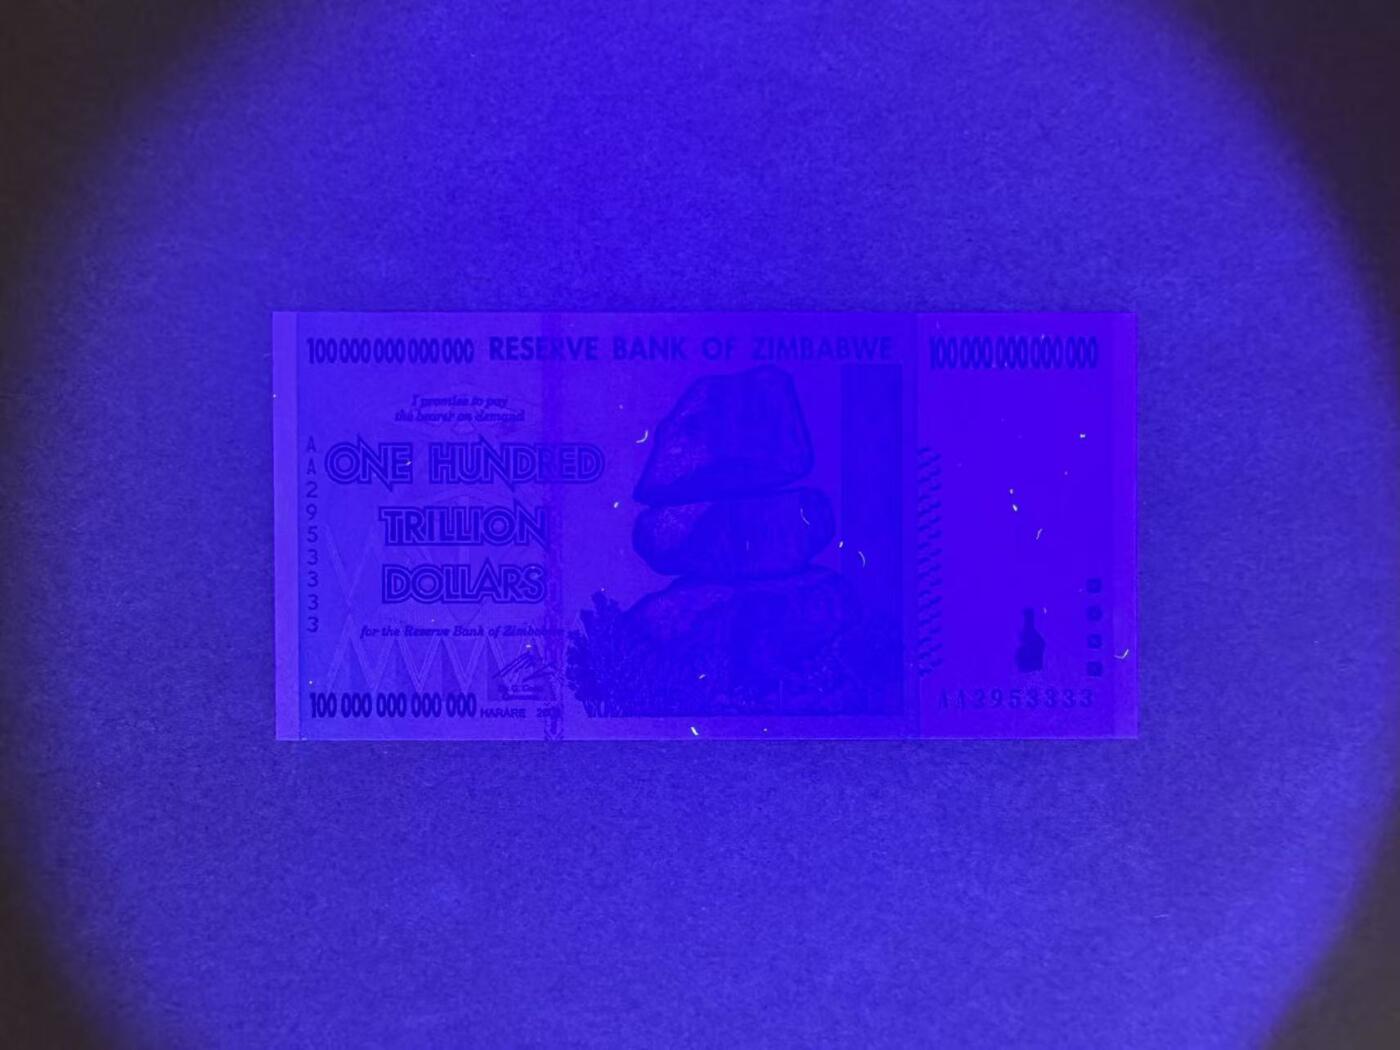 100 000 000 000 000 RESERVE BANK OF ZIMBABWE 100 000 000 000 000
I promise to pay
the bearer on demand
ONE HUNDRED
TRILLION
DOLLARS
for the Reserve Bank of Zimbabwe
AA2953333
100 000 000 000 000 HARARE
AA2953333